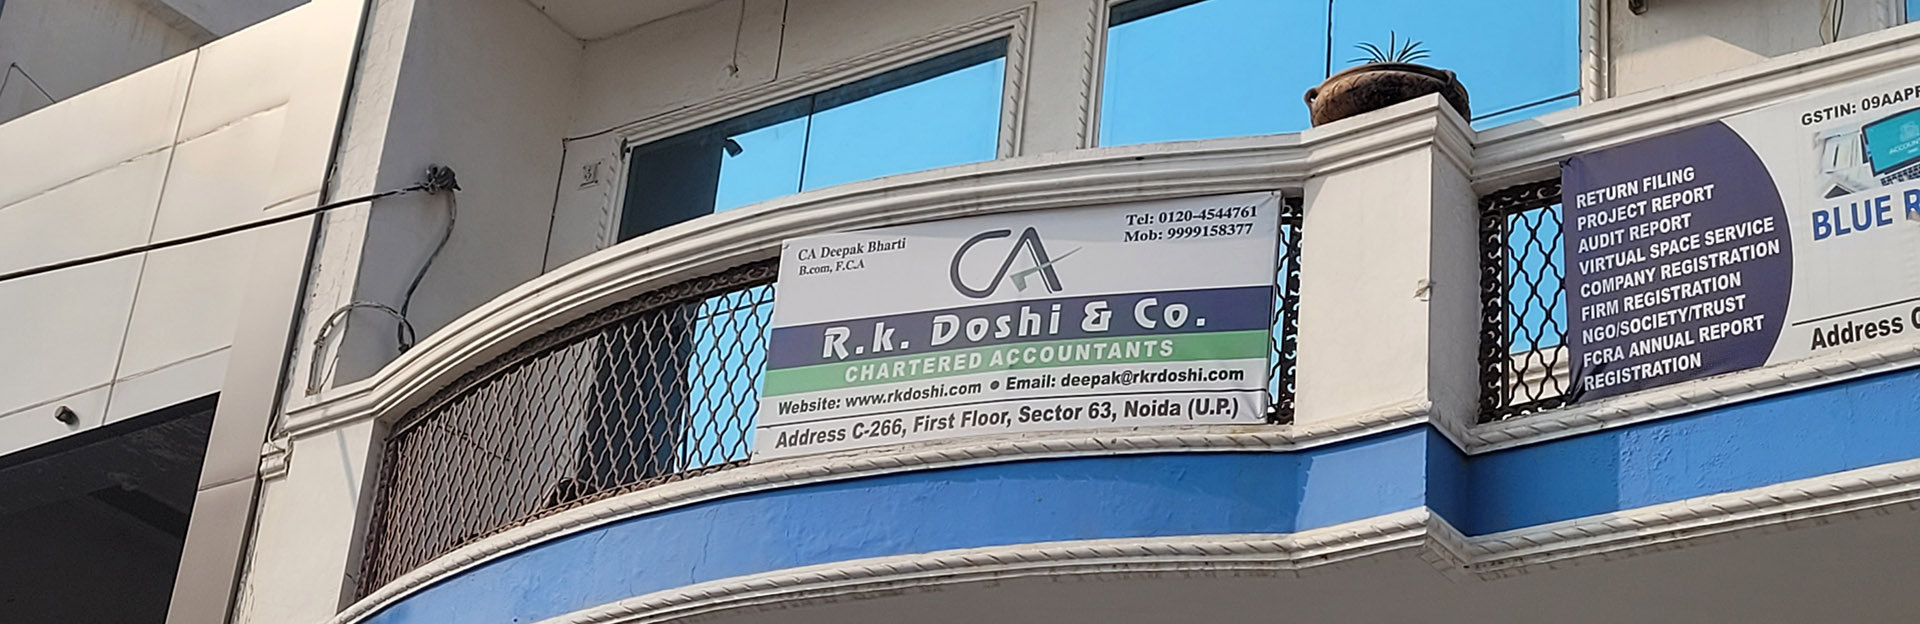 CA Deepak Bharti
B.com, F.C.A
Tel: 0120-4544761
Mob: 9999158377
CA
R.k. Doshi & Co.
CHARTERED ACCOUNTANTS
Website: www.rkdoshi.com • Email: deepak@rkrdoshi.com
Address C-266, First Floor, Sector 63, Noida (U.P.)
RETURN FILING
PROJECT REPORT
AUDIT REPORT
VIRTUAL SPACE SERVICE
COMPANY REGISTRATION
FIRM REGISTRATION
NGO/SOCIETY/TRUST
FCRA ANNUAL REPORT
REGISTRATION
GSTIN: 09AAPF
BLUE
Address C